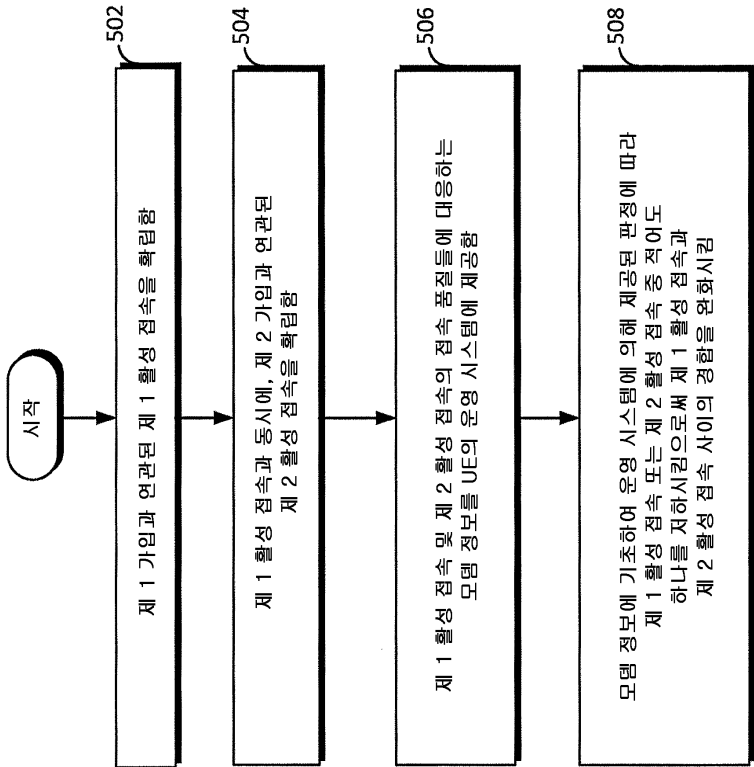 시작
502
제 1 가입과 연관된 제 1 활성 접속을 확립함
504
제 1 활성 접속과 동시에, 제 2 가입과 연관된
제 2 활성 접속을 확립함
506
제 1 활성 접속 및 제 2 활성 접속의 접속 품질들에 대응하는
모뎀 정보를 UE의 운영 시스템에 제공함
508
모뎀 정보에 기초하여 운영 시스템에 의해 제공된 판정에 따라
제 1 활성 접속 또는 제 2 활성 접속 중 적어도
하나를 저하시킴으로써 제 1 활성 접속과
제 2 활성 접속 사이의 경합을 완화시킴